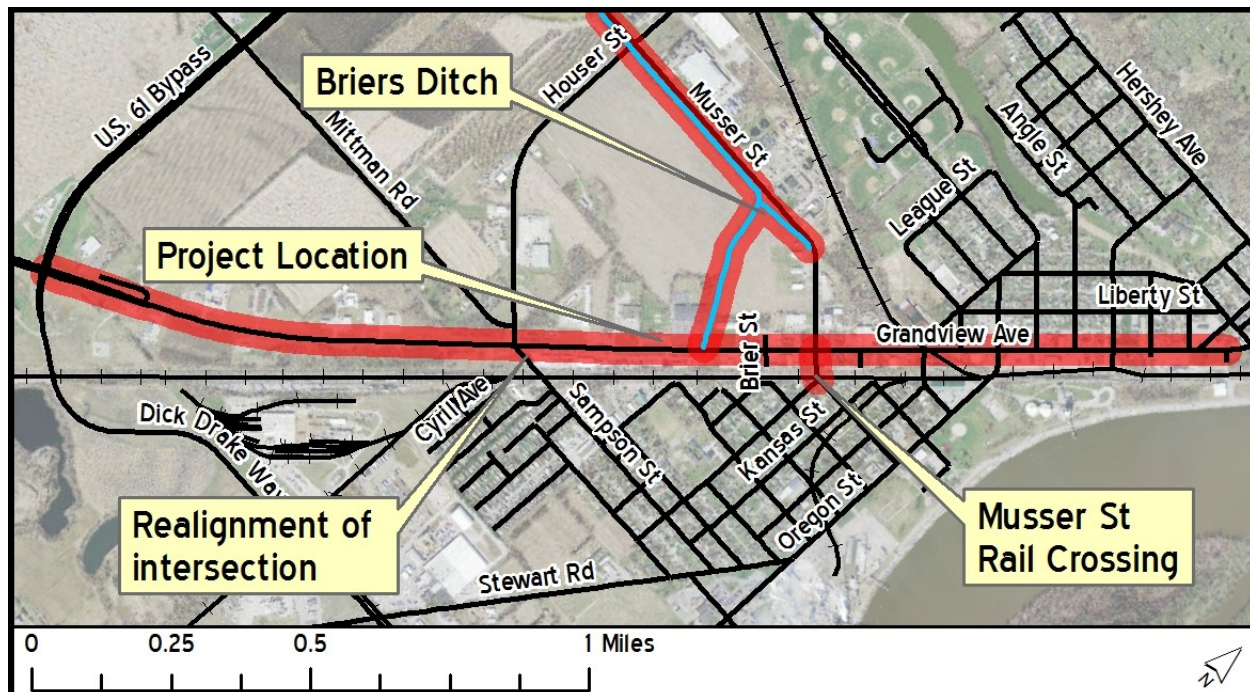 U.S. 61 Bypass
Mittman Rd
Houser St
Briers Ditch
Musser St
League St
Angle St
Hershey Ave
Project Location
Brier St
Grandview Ave
Liberty St
Dick Drake Way
Cyrill Ave
Sampson St
Kansas St
Oregon St
Realignment of
intersection
Stewart Rd
Musser St
Rail Crossing
0 0.25 0.5 1 Miles
N